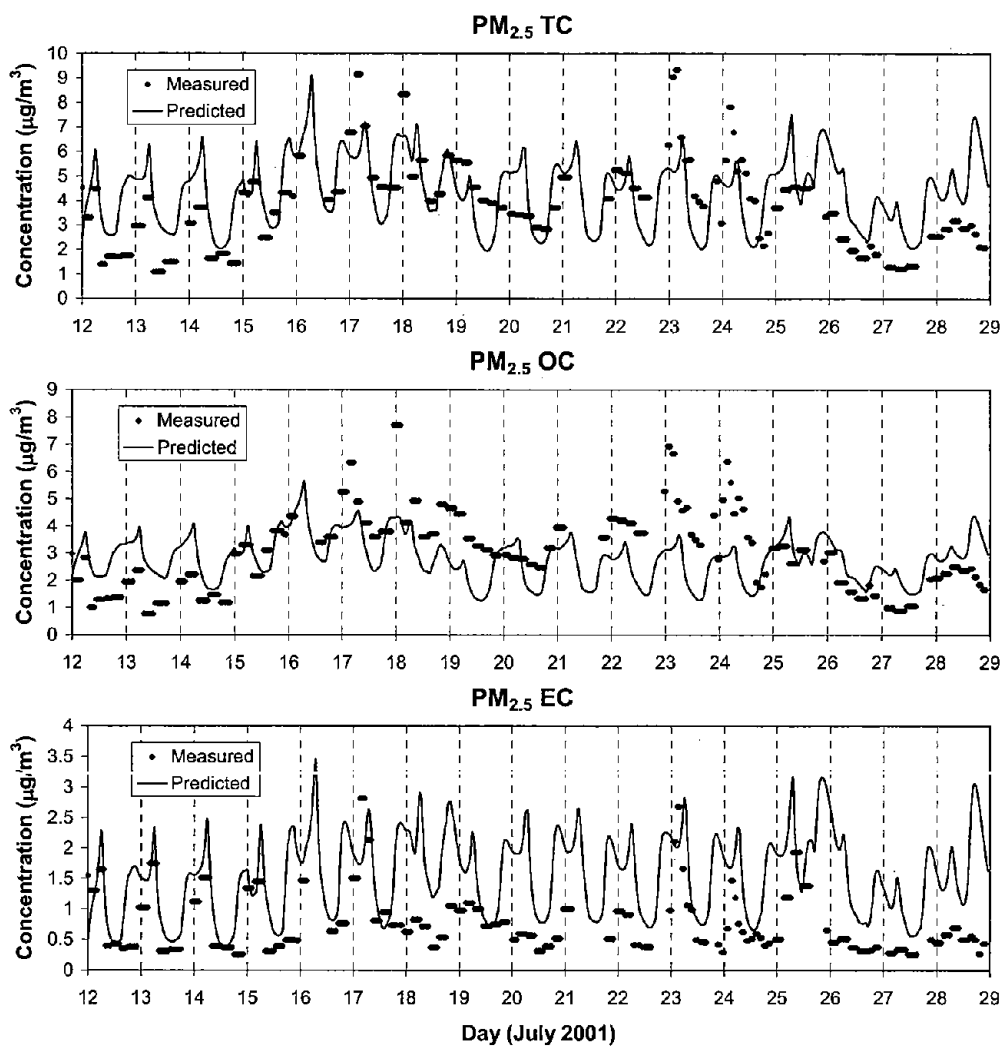 PM2.5 TC
Concentration (µg/m3)
10
9
8
7
6
5
4
3
2
1
0
Measured
Predicted
12 13 14 15 16 17 18 19 20 21 22 23 24 25 26 27 28 29
PM2.5 OC
Concentration (µg/m3)
9
8
7
6
5
4
3
2
1
0
Measured
Predicted
12 13 14 15 16 17 18 19 20 21 22 23 24 25 26 27 28 29
PM2.5 EC
Concentration (µg/m3)
4
3.5
3
2.5
2
1.5
1
0.5
0
Measured
Predicted
12 13 14 15 16 17 18 19 20 21 22 23 24 25 26 27 28 29
Day (July 2001)